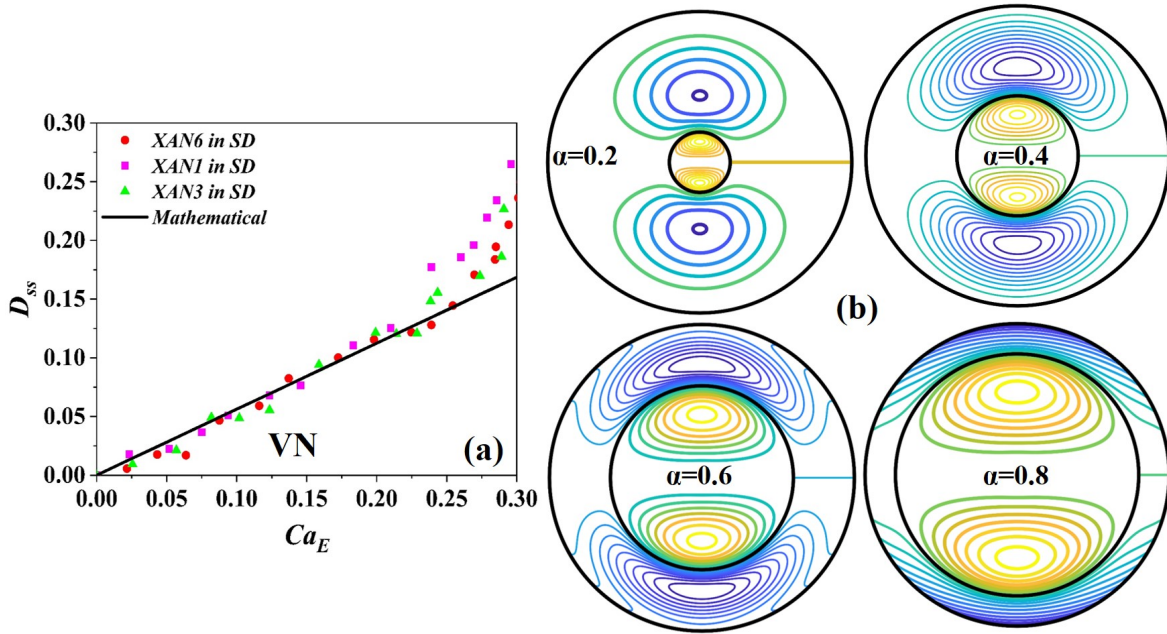 0.30
0.25
0.20
0.15
0.10
0.05
0.00
D_ss
XAN6 in SD
XAN1 in SD
XAN3 in SD
Mathematical
VN
(a)
0.00 0.05 0.10 0.15 0.20 0.25 0.30
Ca_E
α=0.2
α=0.4
(b)
α=0.6
α=0.8